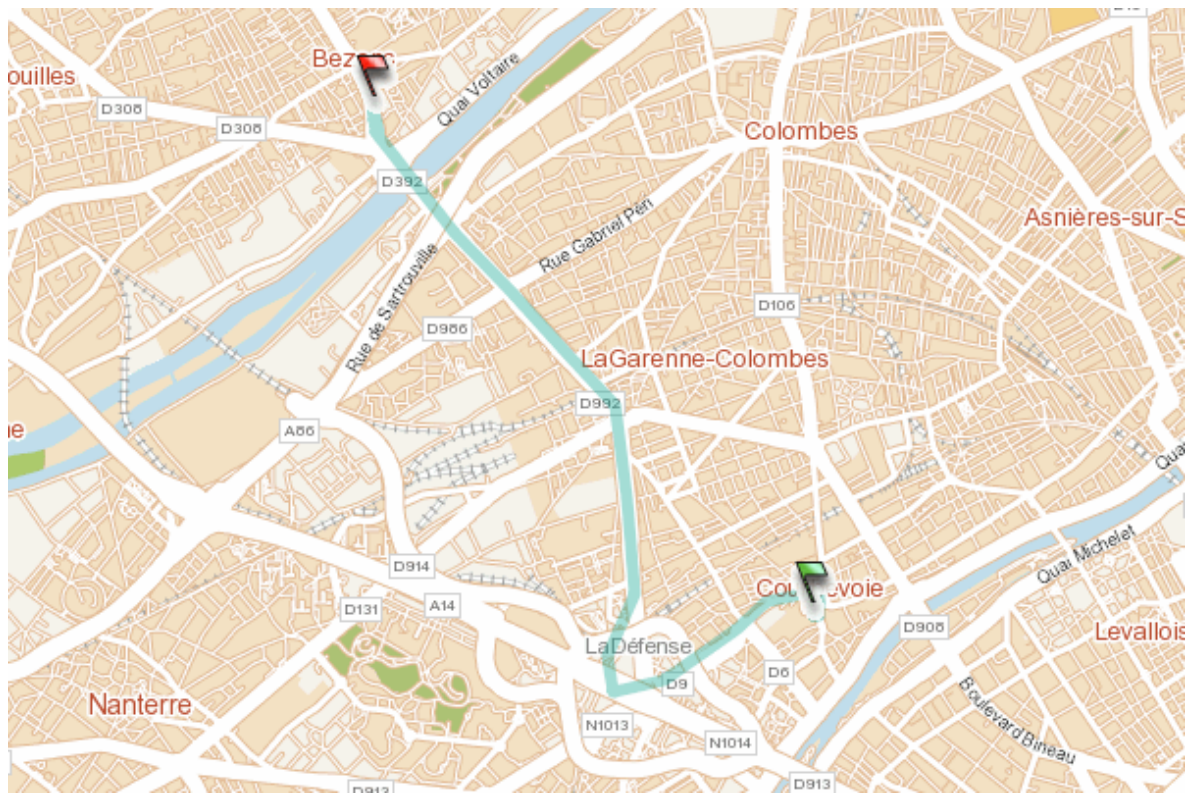 D308
D308
Quai Voltaire
Colombes
ouilles
D392
Rue Gabriel Péri
Asnières-sur-S
Rue de Sartrouville
D106
D986
LaGarenne-Colombes
D992
A86
ne
Qua
Quai Michelet
D914
D131
A14
D908
Levallois
LaDéfense
D9
D6
Nanterre
N1013
N1014
Boulevard Bineau
D913
D913